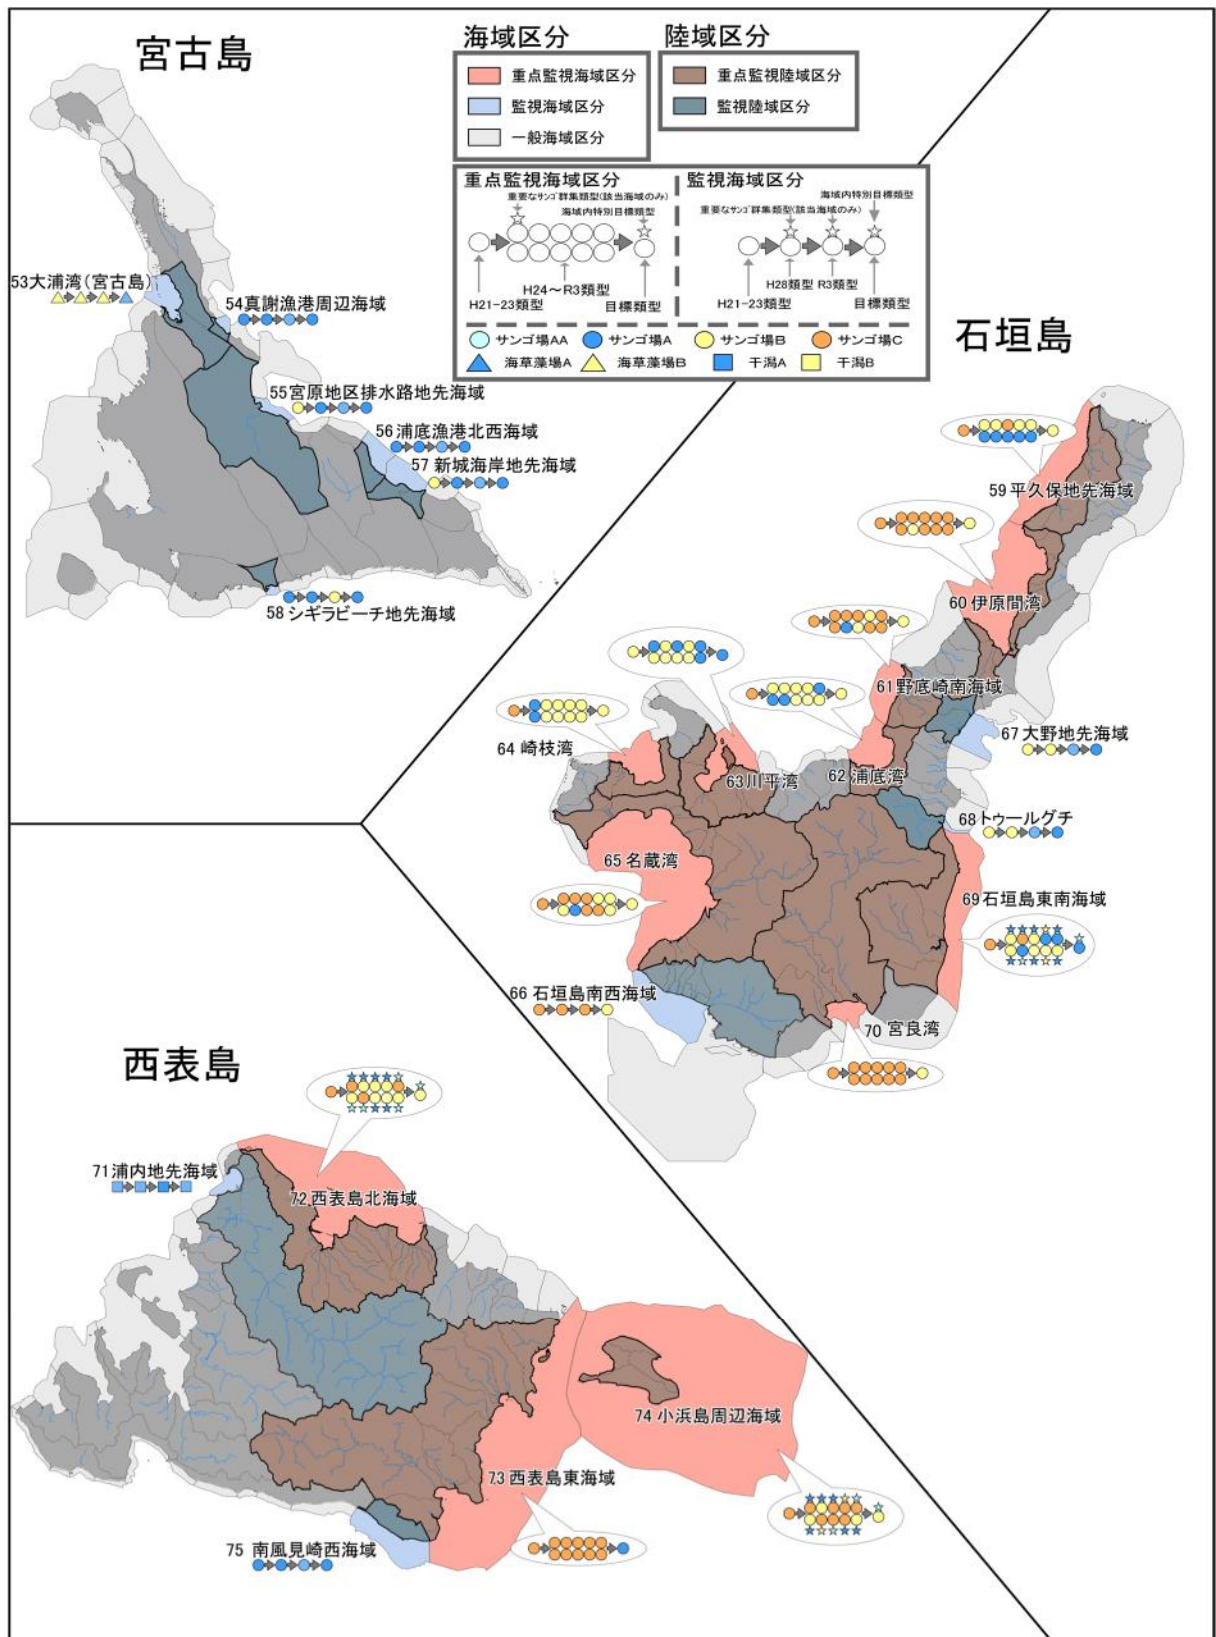 宮古島
海域区分
重点監視海域区分
監視海域区分
一般海域区分
陸域区分
重点監視陸域区分
監視陸域区分
重点監視海域区分
重要なサンゴ群集類型(該当海域のみ)
海域内特別目標類型
H24～R3類型
H21-23類型
目標類型
監視海域区分
海域内特別目標類型
重要なサンゴ群集類型(該当海域のみ)
H28類型
R3類型
H21-23類型
目標類型
サンゴ場AA
サンゴ場A
サンゴ場B
サンゴ場C
海草藻場A
海草藻場B
干潟A
干潟B
53大浦湾(宮古島)
54真謝漁港周辺海域
55宮原地区排水路地先海域
56浦底漁港北西海域
57 新城海岸地先海域
58 シギラビーチ地先海域
石垣島
59 平久保地先海域
60 伊原間湾
61野底崎南海域
62 浦底湾
63川平湾
64 崎枝湾
65 名蔵湾
66 石垣島南西海域
67 大野地先海域
68 トゥールグチ
69 石垣島東南海域
70 宮良湾
西表島
71浦内地先海域
72西表島北海域
73 西表島東海域
74 小浜島周辺海域
75 南風見崎西海域